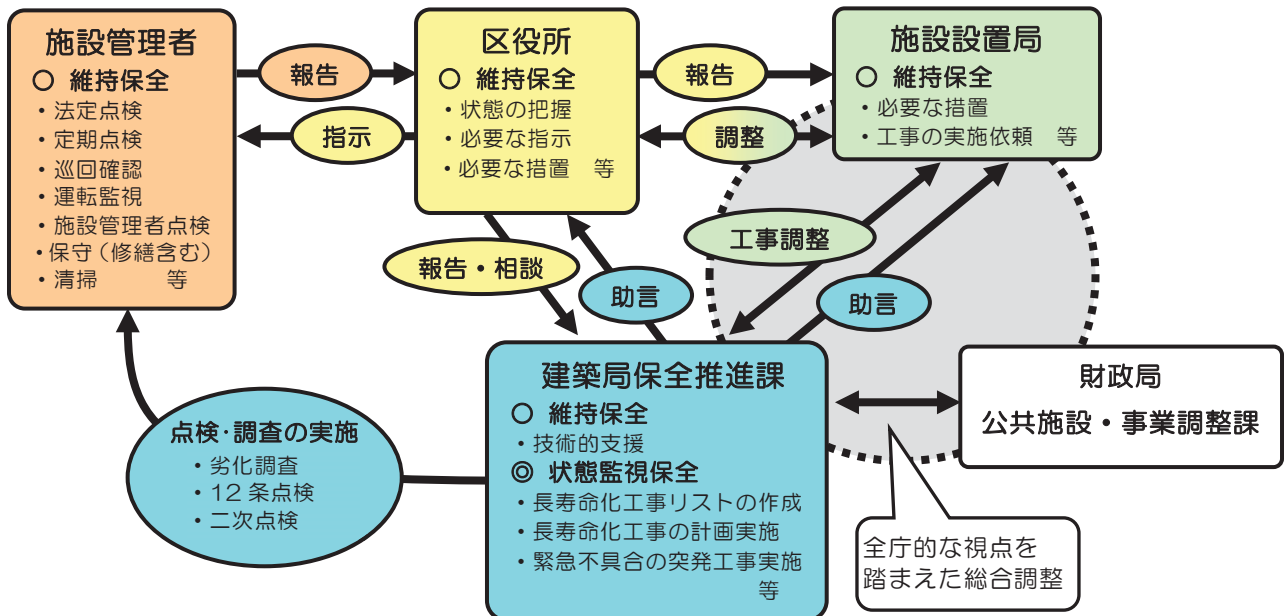 施設管理者
○ 維持保全
・法定点検
・定期点検
・巡回確認
・運転監視
・施設管理者点検
・保守（修繕含む）
・清掃　　　等
報告
指示
区役所
○ 維持保全
・状態の把握
・必要な指示
・必要な措置　等
報告
調整
施設設置局
○ 維持保全
・必要な措置
・工事の実施依頼　等
報告・相談
助言
工事調整
助言
建築局保全推進課
○ 維持保全
・技術的支援
◎ 状態監視保全
・長寿命化工事リストの作成
・長寿命化工事の計画実施
・緊急不具合の突発工事実施
等
点検・調査の実施
・劣化調査
・12 条点検
・二次点検
財政局
公共施設・事業調整課
全庁的な視点を
踏まえた総合調整